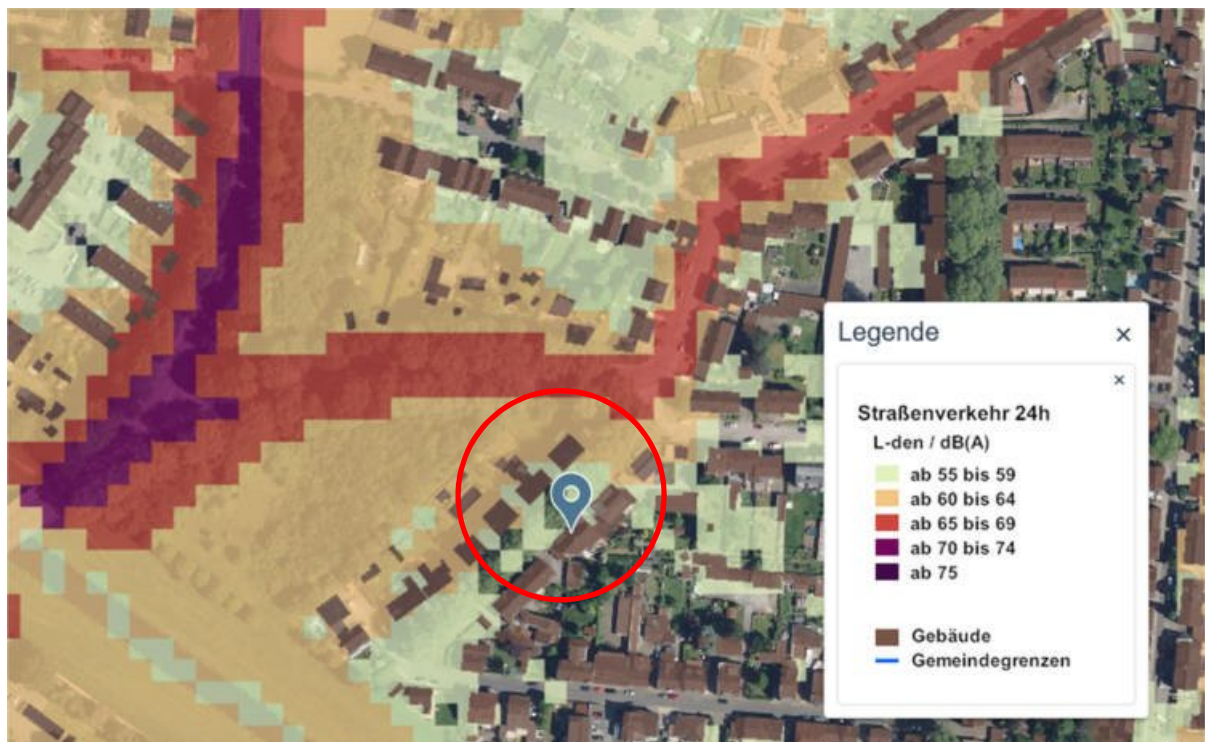 Legende ×
×
Straßenverkehr 24h
L-den / dB(A)
ab 55 bis 59
ab 60 bis 64
ab 65 bis 69
ab 70 bis 74
ab 75
Gebäude
Gemeindegrenzen